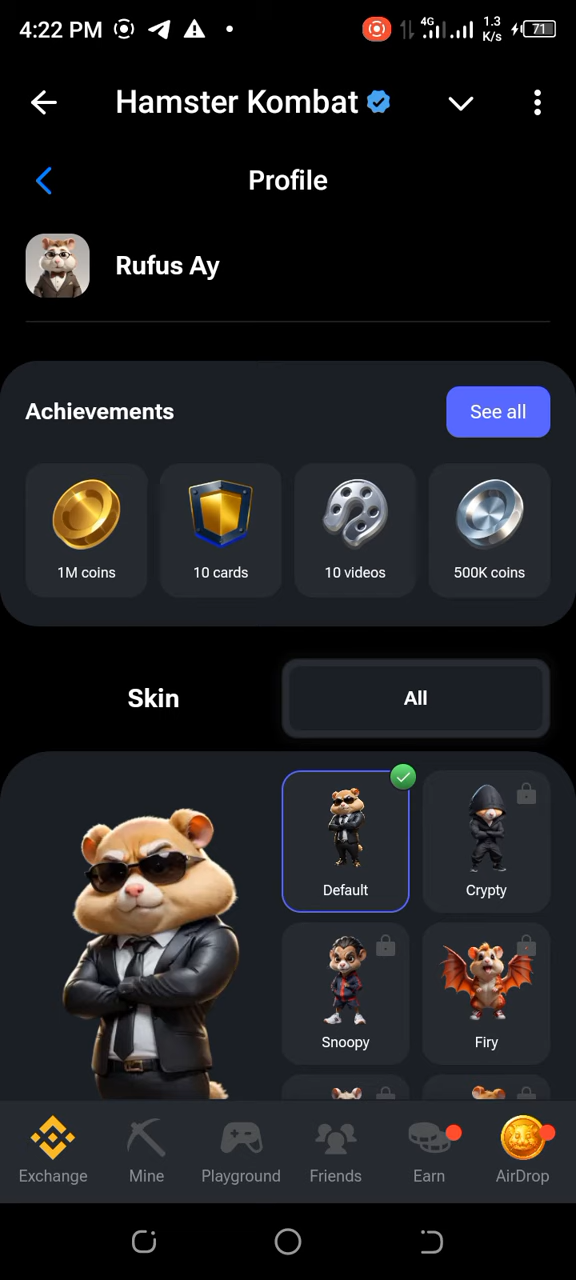 4:22 PM 4G 1.3 K/s 71
Hamster Kombat
Profile
Rufus Ay
Achievements See all
1M coins 10 cards 10 videos 500K coins
Skin All
Default Crypty
Snoopy Firy
Exchange Mine Playground Friends Earn AirDrop